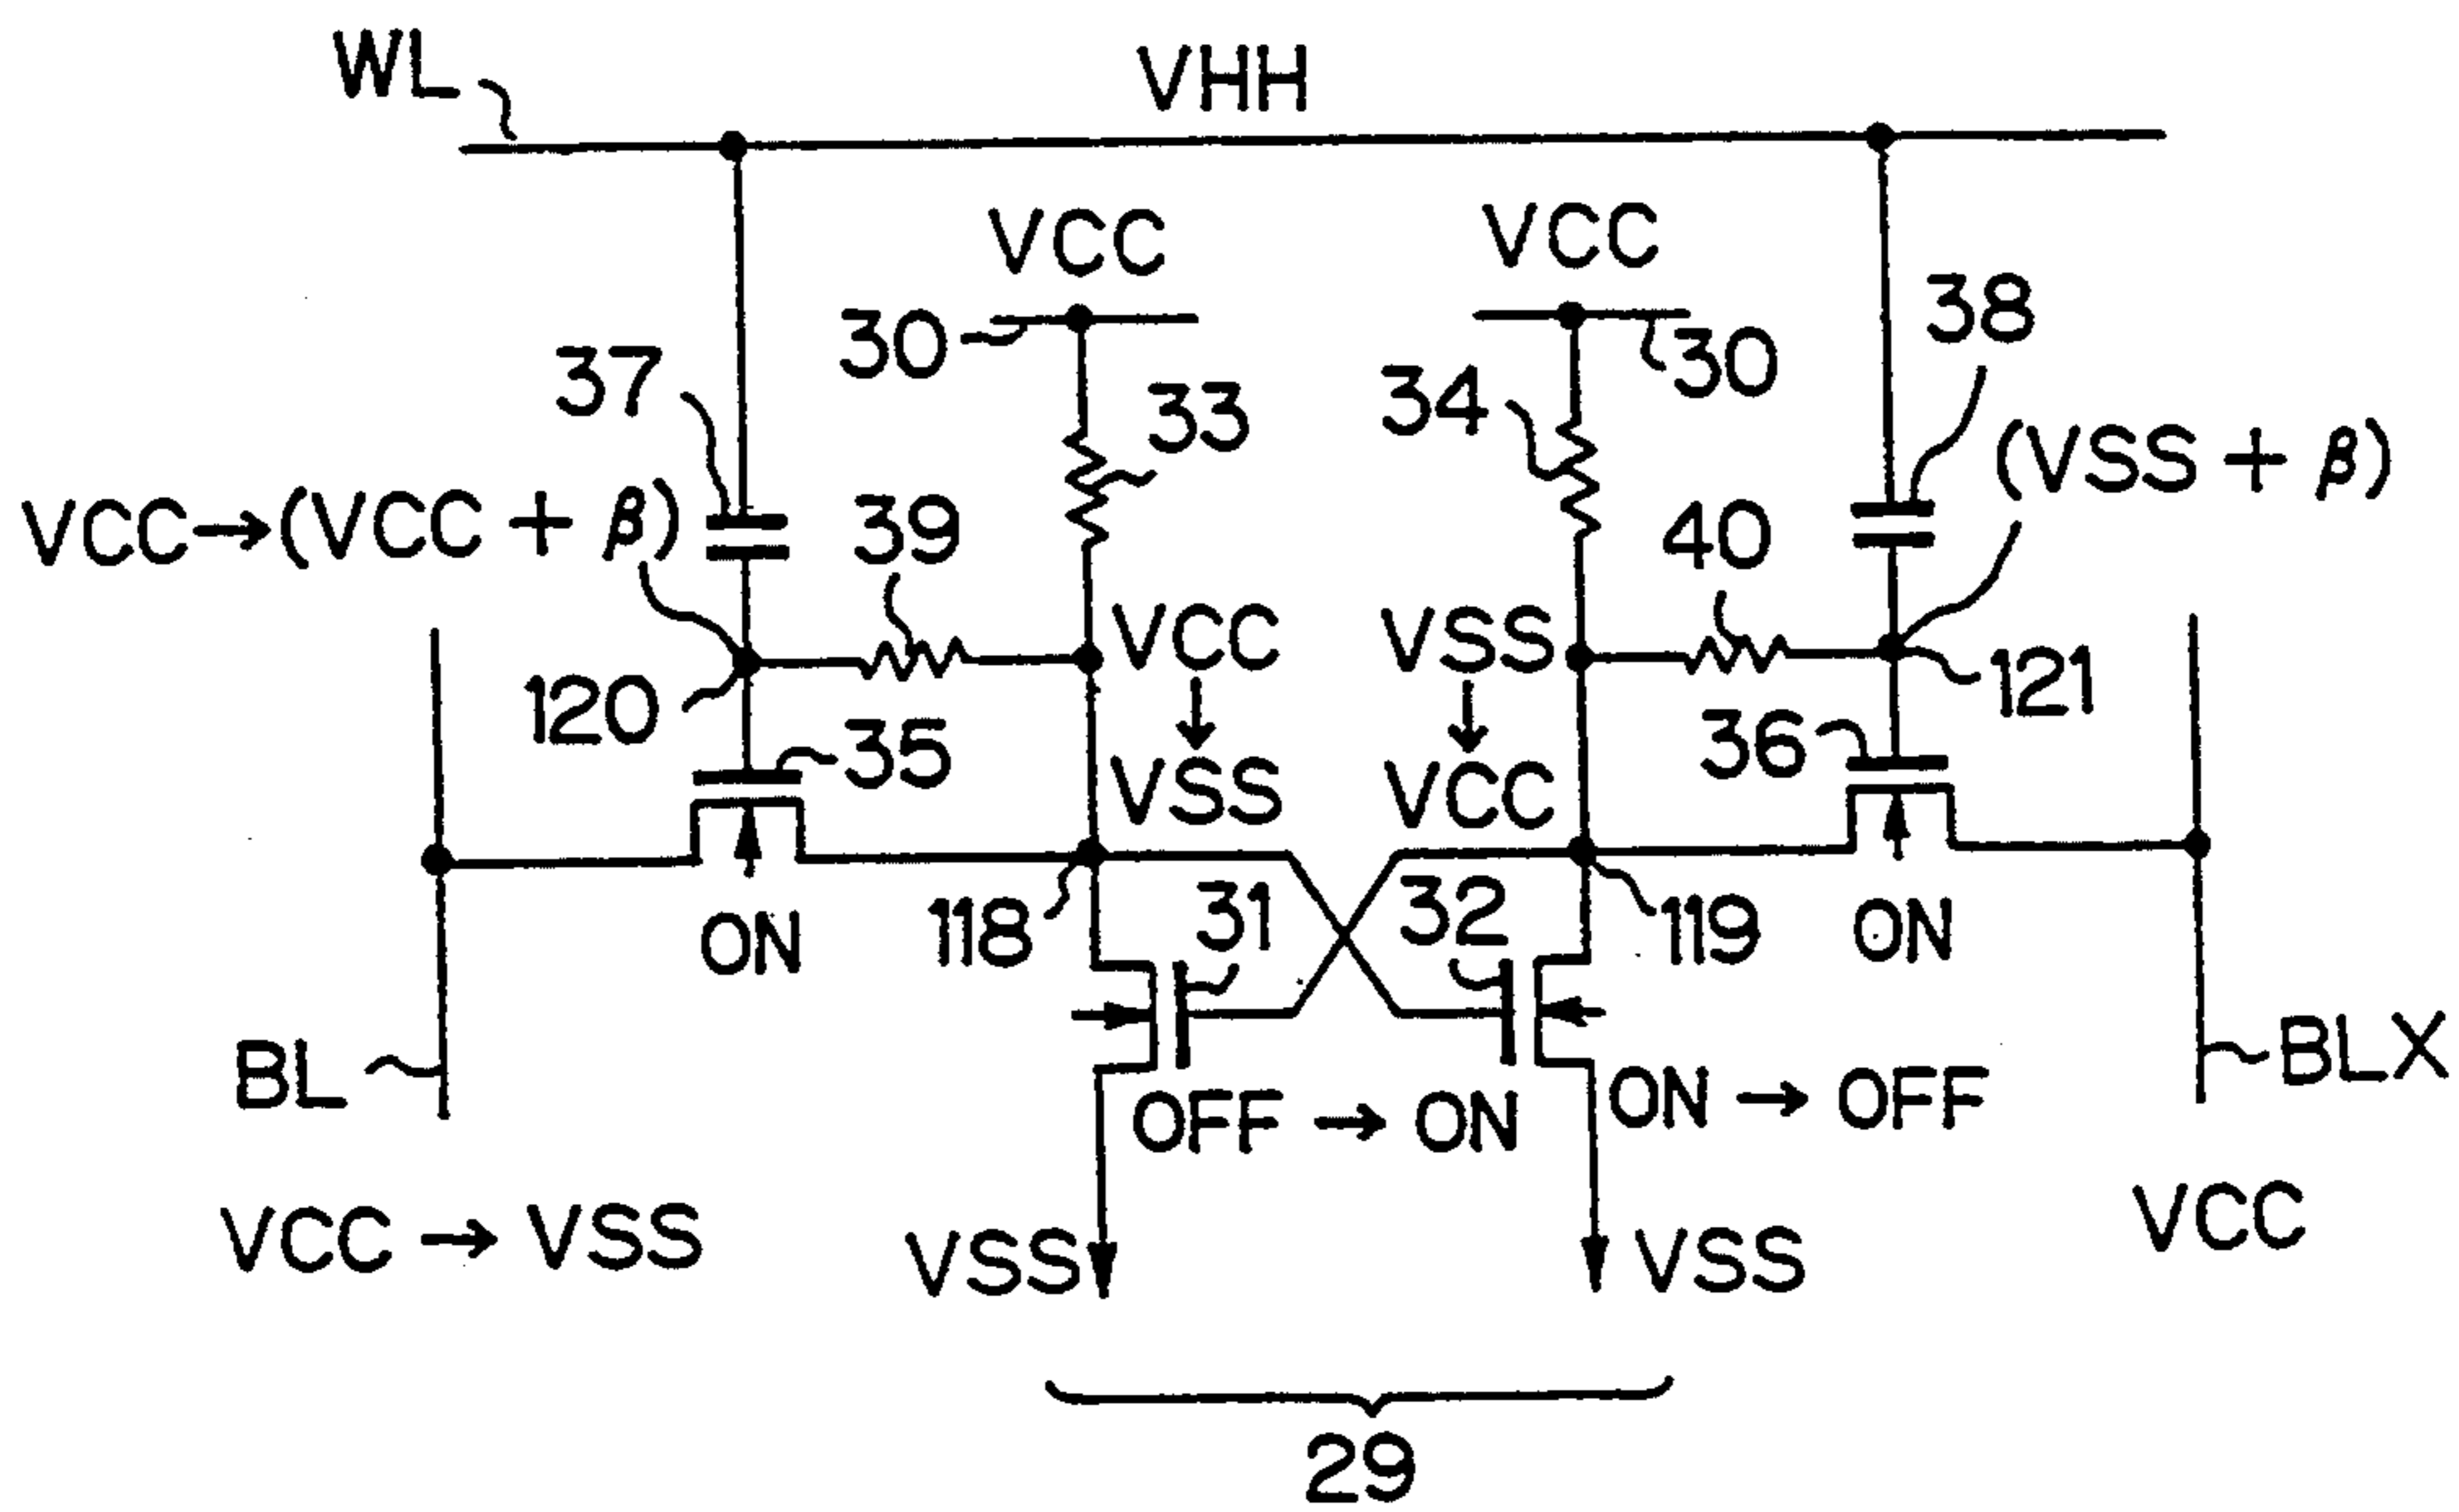 WL
VHH
VCC
VCC
30
30
38
37
33
34
(VSS + β)
VCC→(VCC + β)
39
40
VCC
↓
VSS
VSS
↓
VCC
120
121
35
36
118
31
32
119
ON
ON
BL
BLX
OFF → ON
ON → OFF
VCC → VSS
VSS
VSS
VCC
29